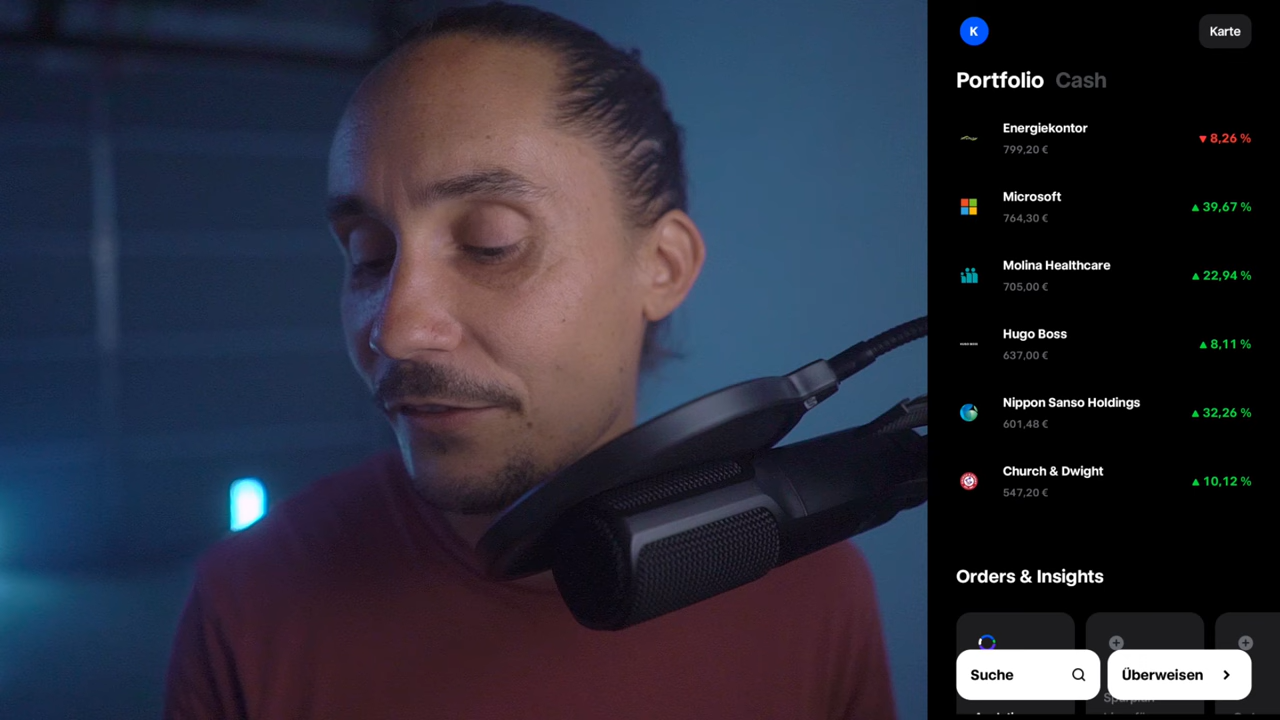 K
Karte
Portfolio Cash
Energiekontor
799,20 €
▼ 8,26 %
Microsoft
764,30 €
▲ 39,67 %
Molina Healthcare
705,00 €
▲ 22,94 %
Hugo Boss
637,00 €
▲ 8,11 %
Nippon Sanso Holdings
601,48 €
▲ 32,26 %
Church & Dwight
547,20 €
▲ 10,12 %
Orders & Insights
Suche
Überweisen